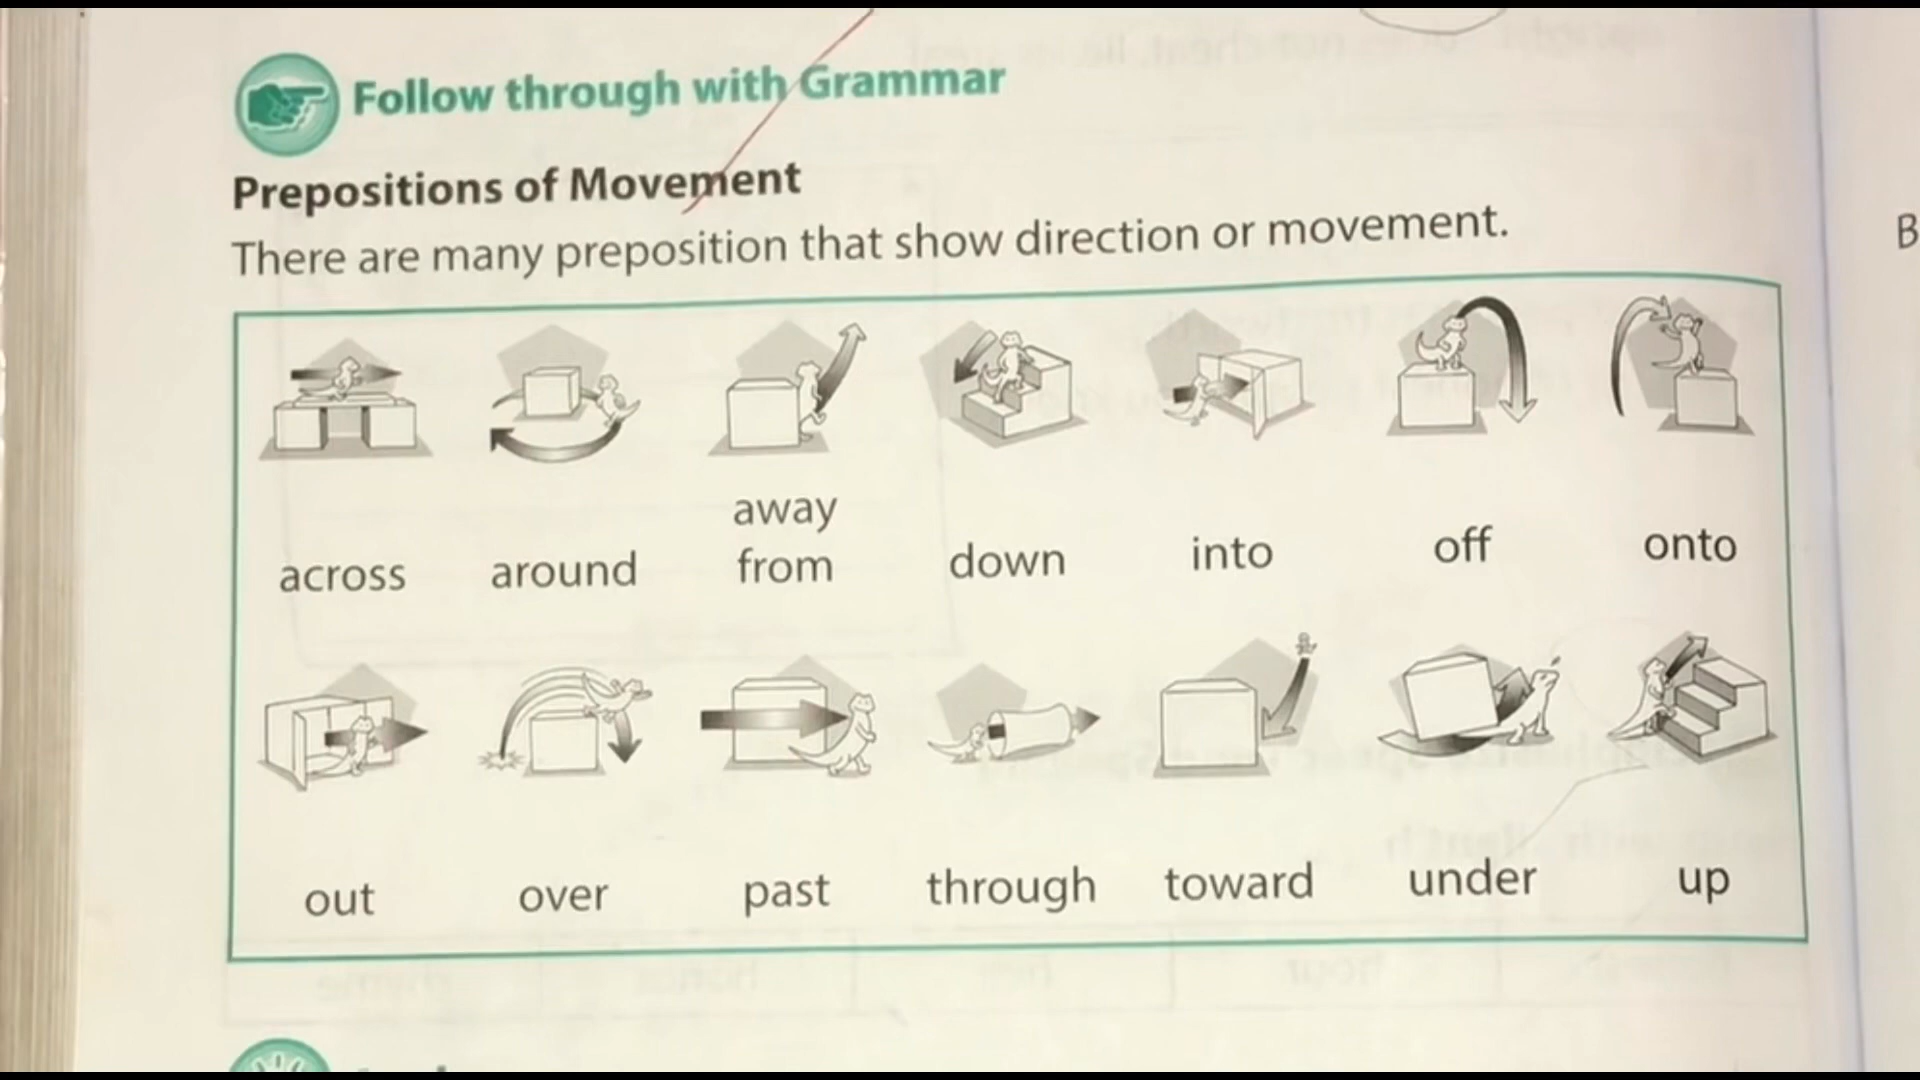 Follow through with Grammar
Prepositions of Movement
There are many preposition that show direction or movement.
across around away from down into off onto
out over past through toward under up
B